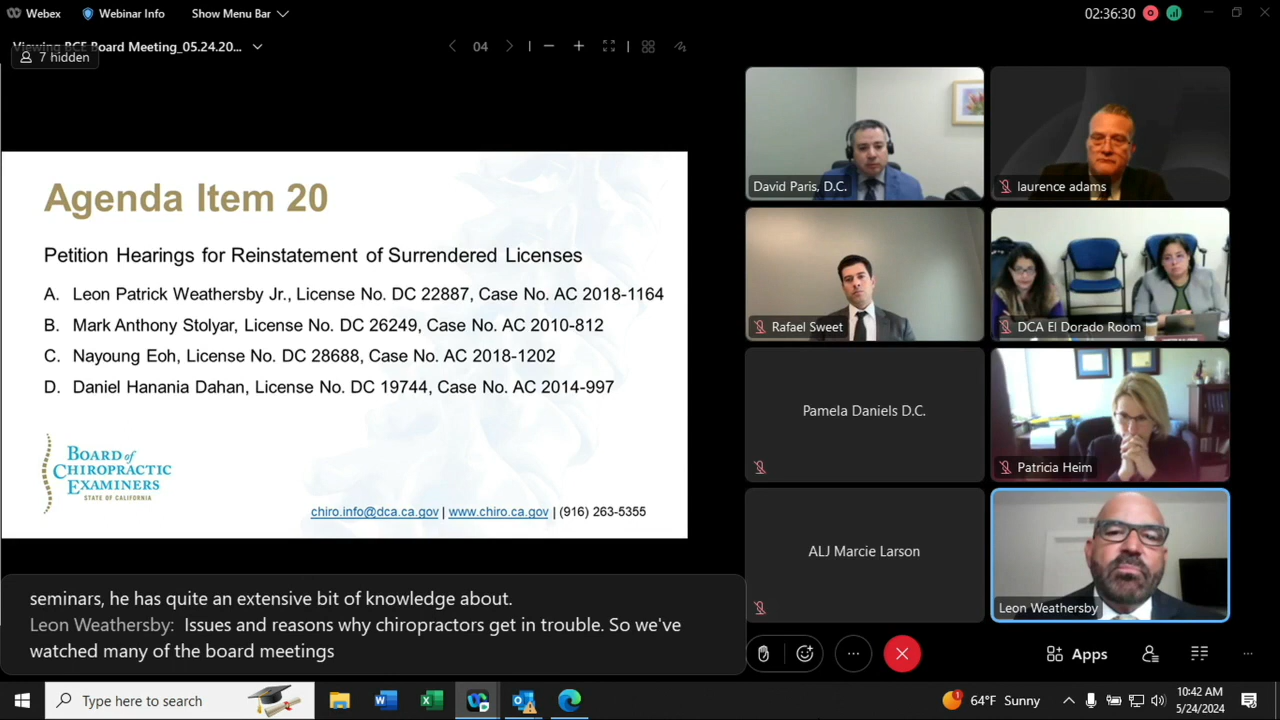 Webex
Webinar Info
Show Menu Bar
02:36:30
Viewing BCE Board Meeting_05.24.20...
04
7 hidden
Agenda Item 20
Petition Hearings for Reinstatement of Surrendered Licenses
A. Leon Patrick Weathersby Jr., License No. DC 22887, Case No. AC 2018-1164
B. Mark Anthony Stolyar, License No. DC 26249, Case No. AC 2010-812
C. Nayoung Eoh, License No. DC 28688, Case No. AC 2018-1202
D. Daniel Hanania Dahan, License No. DC 19744, Case No. AC 2014-997
BOARD of
CHIROPRACTIC
EXAMINERS
STATE OF CALIFORNIA
chiro.info@dca.ca.gov | www.chiro.ca.gov | (916) 263-5355
David Paris, D.C.
laurence adams
Rafael Sweet
DCA El Dorado Room
Pamela Daniels D.C.
Patricia Heim
ALJ Marcie Larson
Leon Weathersby
seminars, he has quite an extensive bit of knowledge about.
Leon Weathersby: Issues and reasons why chiropractors get in trouble. So we've
watched many of the board meetings
Apps
Type here to search
1
64°F Sunny
10:42 AM
5/24/2024